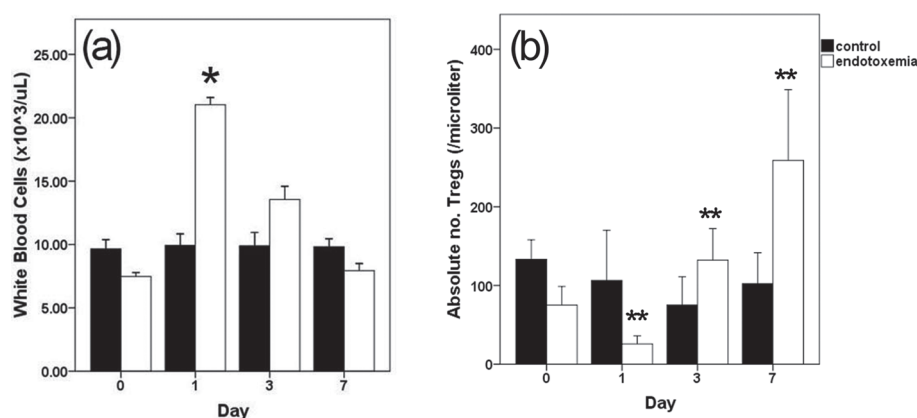 (a)
White Blood Cells (x10^3/uL)
25.00
20.00
15.00
10.00
5.00
0.00
*
0 1 3 7
Day
(b)
Absolute no. Tregs (/microliter)
400
300
200
100
0
**
**
**
0 1 3 7
Day
control
endotoxemia